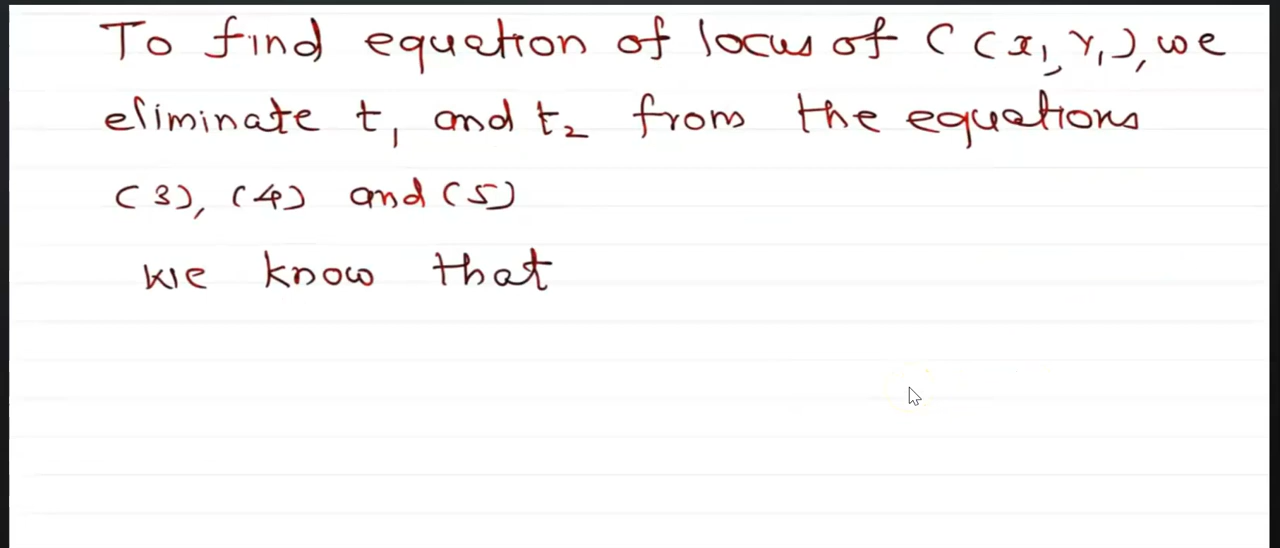 To find equation of locus of C(x₁, y₁), we
eliminate t₁ and t₂ from the equations
(3), (4) and (5)
We know that